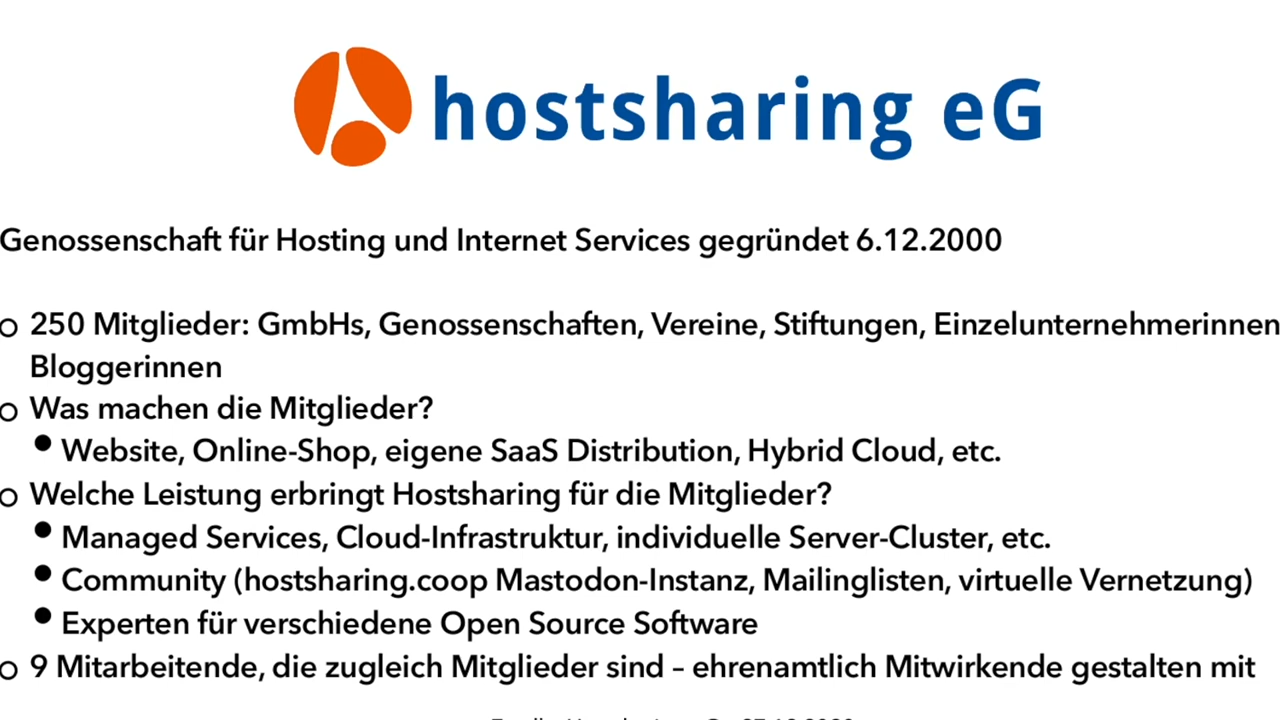 hostsharing eG
Genossenschaft für Hosting und Internet Services gegründet 6.12.2000
○ 250 Mitglieder: GmbHs, Genossenschaften, Vereine, Stiftungen, Einzelunternehmerinnen
Bloggerinnen
○ Was machen die Mitglieder?
• Website, Online-Shop, eigene SaaS Distribution, Hybrid Cloud, etc.
○ Welche Leistung erbringt Hostsharing für die Mitglieder?
• Managed Services, Cloud-Infrastruktur, individuelle Server-Cluster, etc.
• Community (hostsharing.coop Mastodon-Instanz, Mailinglisten, virtuelle Vernetzung)
• Experten für verschiedene Open Source Software
○ 9 Mitarbeitende, die zugleich Mitglieder sind – ehrenamtlich Mitwirkende gestalten mit